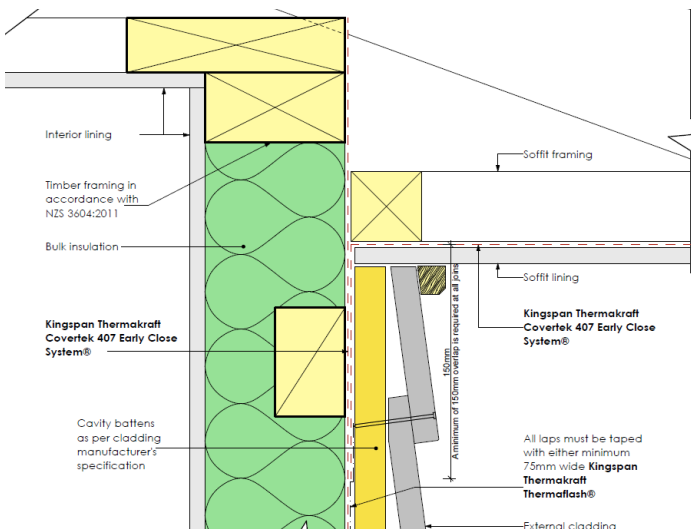 Interior lining
Timber framing in
accordance with
NZS 3604:2011
Bulk insulation
Kingspan Thermakraft
Covertek 407 Early Close
System®
Cavity battens
as per cladding
manufacturer's
specification
150mm
A minimum of 150mm overlap is required at all joins
Soffit framing
Soffit lining
Kingspan Thermakraft
Covertek 407 Early Close
System®
All laps must be taped
with either minimum
75mm wide Kingspan
Thermakraft
Thermaflash®
External cladding